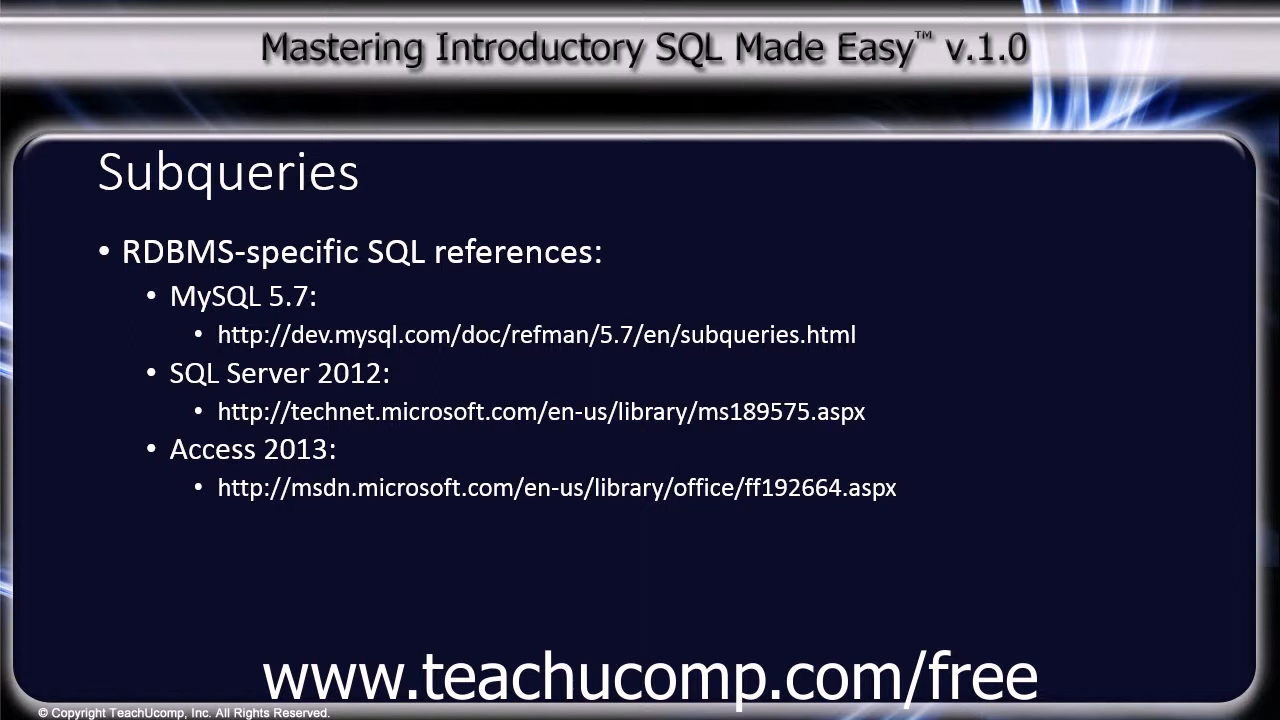 Mastering Introductory SQL Made Easy™ v.1.0
Subqueries
• RDBMS-specific SQL references:
• MySQL 5.7:
• http://dev.mysql.com/doc/refman/5.7/en/subqueries.html
• SQL Server 2012:
• http://technet.microsoft.com/en-us/library/ms189575.aspx
• Access 2013:
• http://msdn.microsoft.com/en-us/library/office/ff192664.aspx
www.teachucomp.com/free
© Copyright TeachUcomp, Inc. All Rights Reserved.